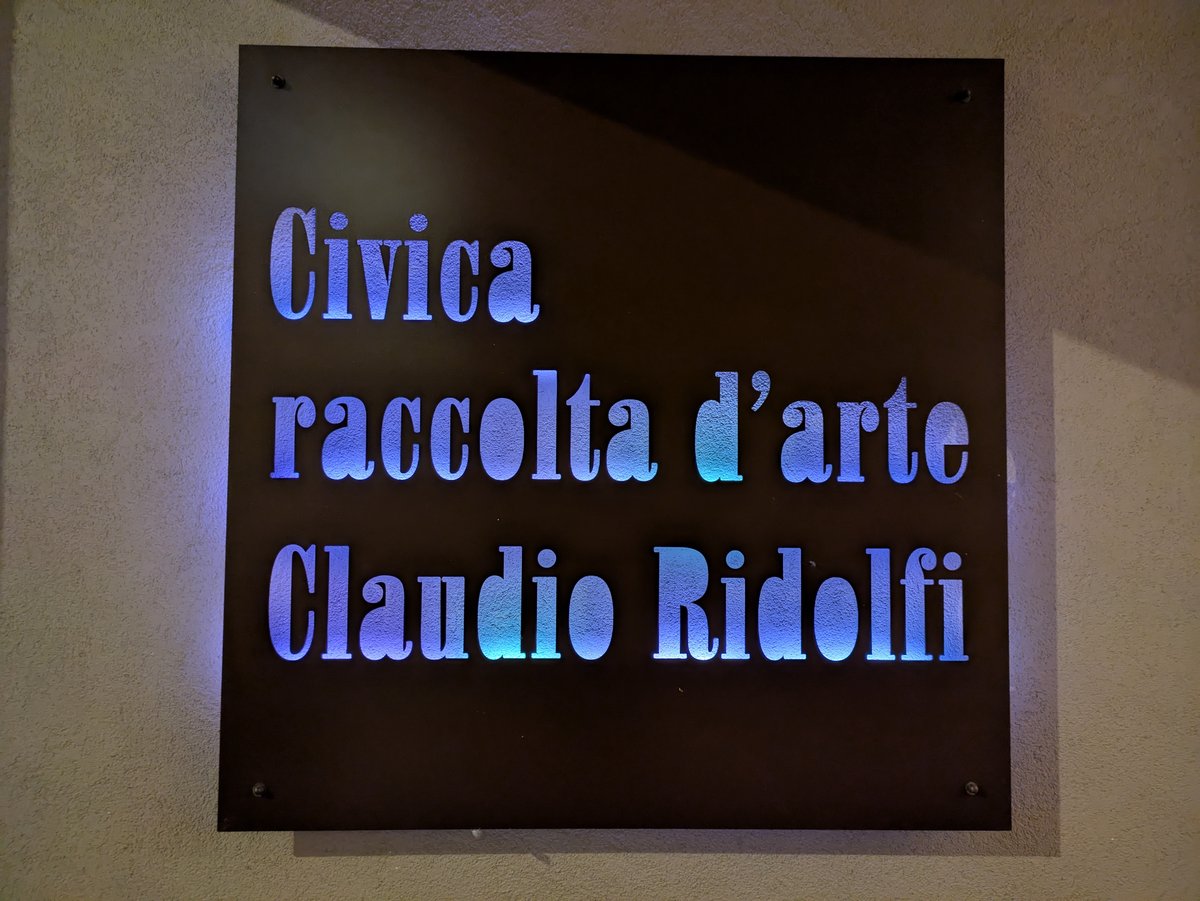 Civica
raccolta d’arte
Claudio Ridolfi